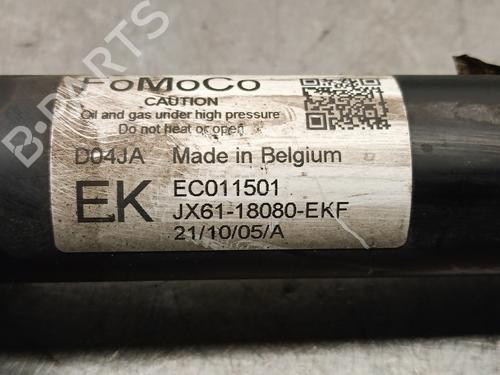 FoMoCo
CAUTION
Oil and gas under high pressure
Do not heat or open
D04JA Made in Belgium
EK
EC011501
JX61-18080-EKF
21/10/05/A
B-PARTS